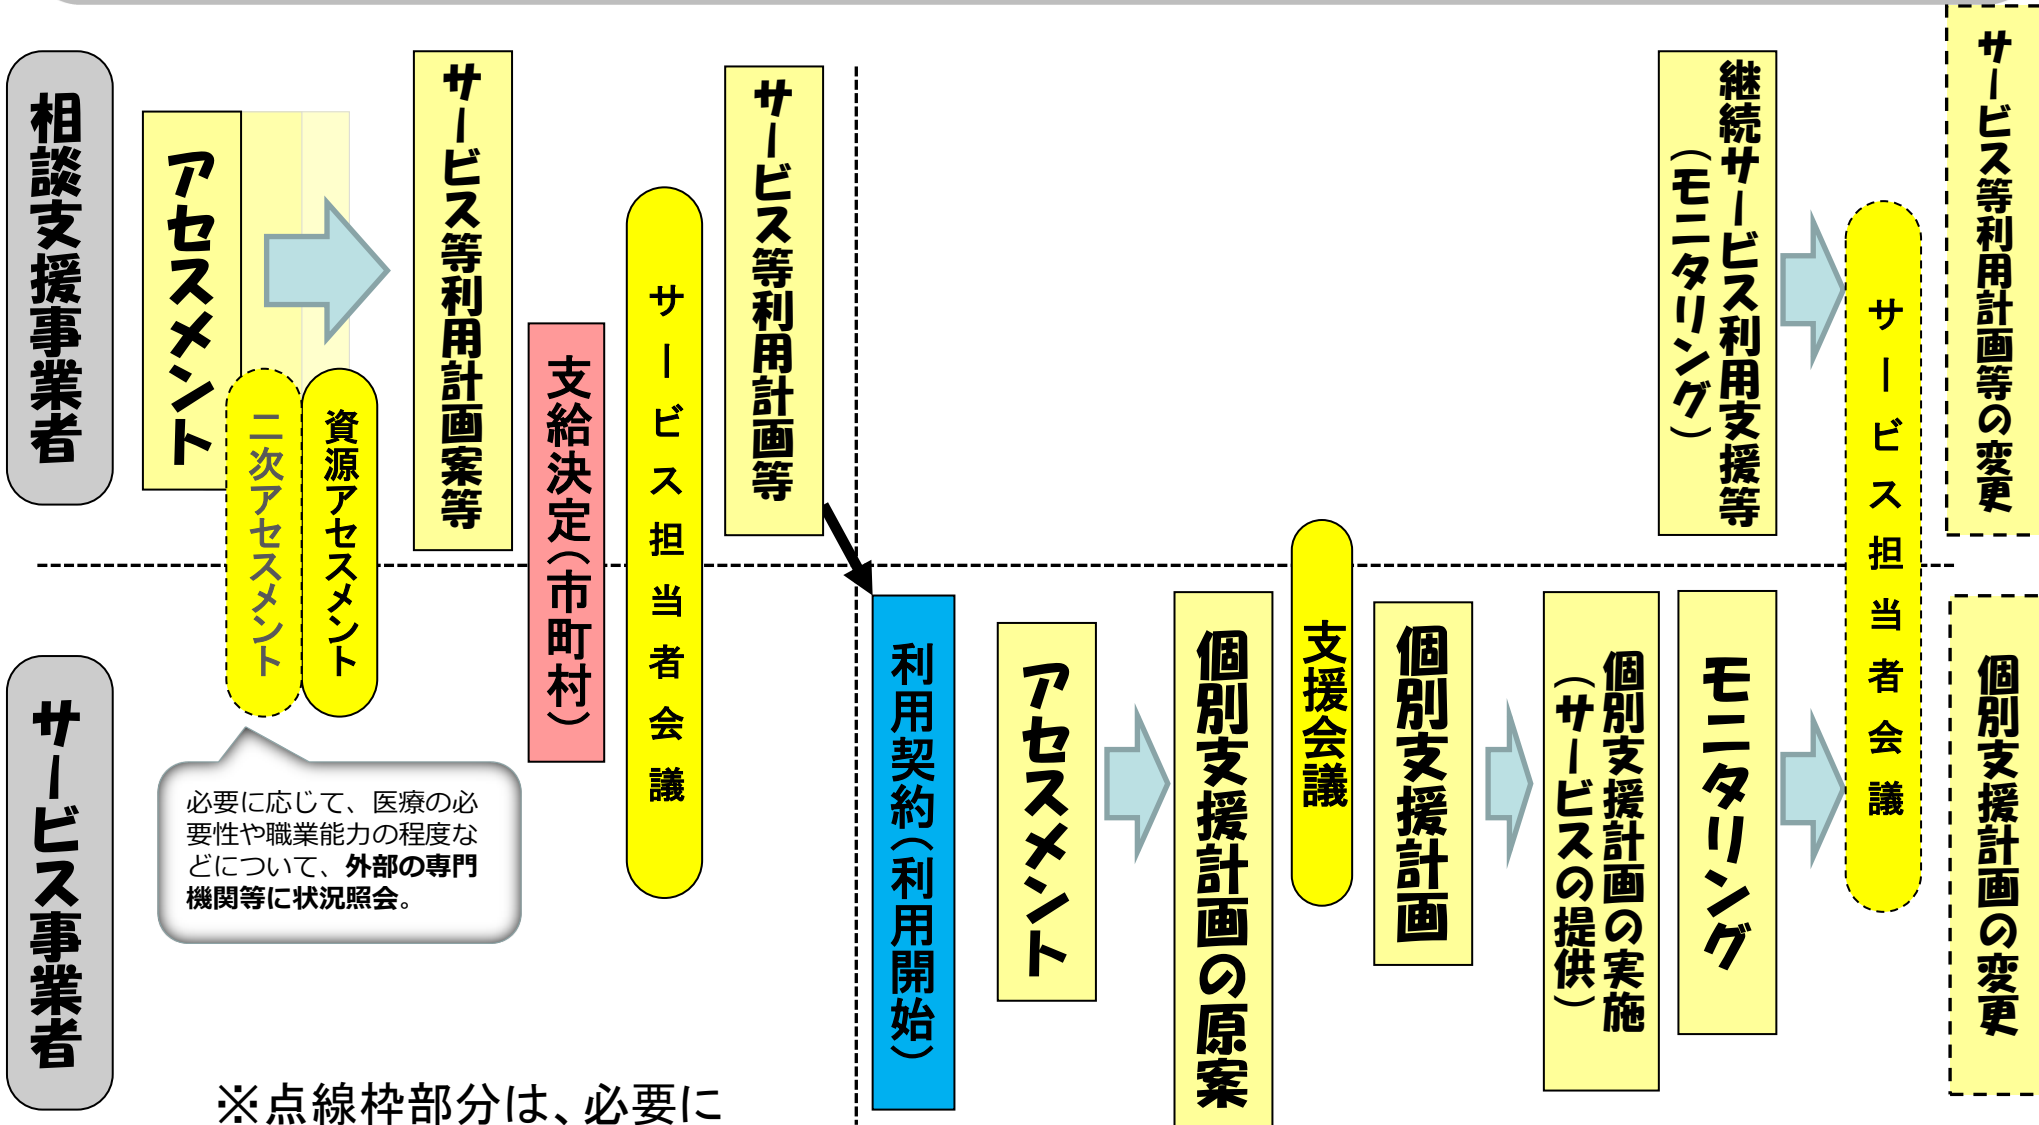 相談支援事業者
アセスメント
二次アセスメント
資源アセスメント
サービス等利用計画案等
支給決定(市町村)
サービス担当者会議
サービス等利用計画等
継続サービス利用支援等
(モニタリング)
サービス担当者会議
サービス等利用計画等の変更
サービス事業者
必要に応じて、医療の必
要性や職業能力の程度な
どについて、外部の専門
機関等に状況照会。
利用契約(利用開始)
アセスメント
個別支援計画の原案
支援会議
個別支援計画
個別支援計画の実施
(サービスの提供)
モニタリング
個別支援計画の変更
※点線枠部分は、必要に